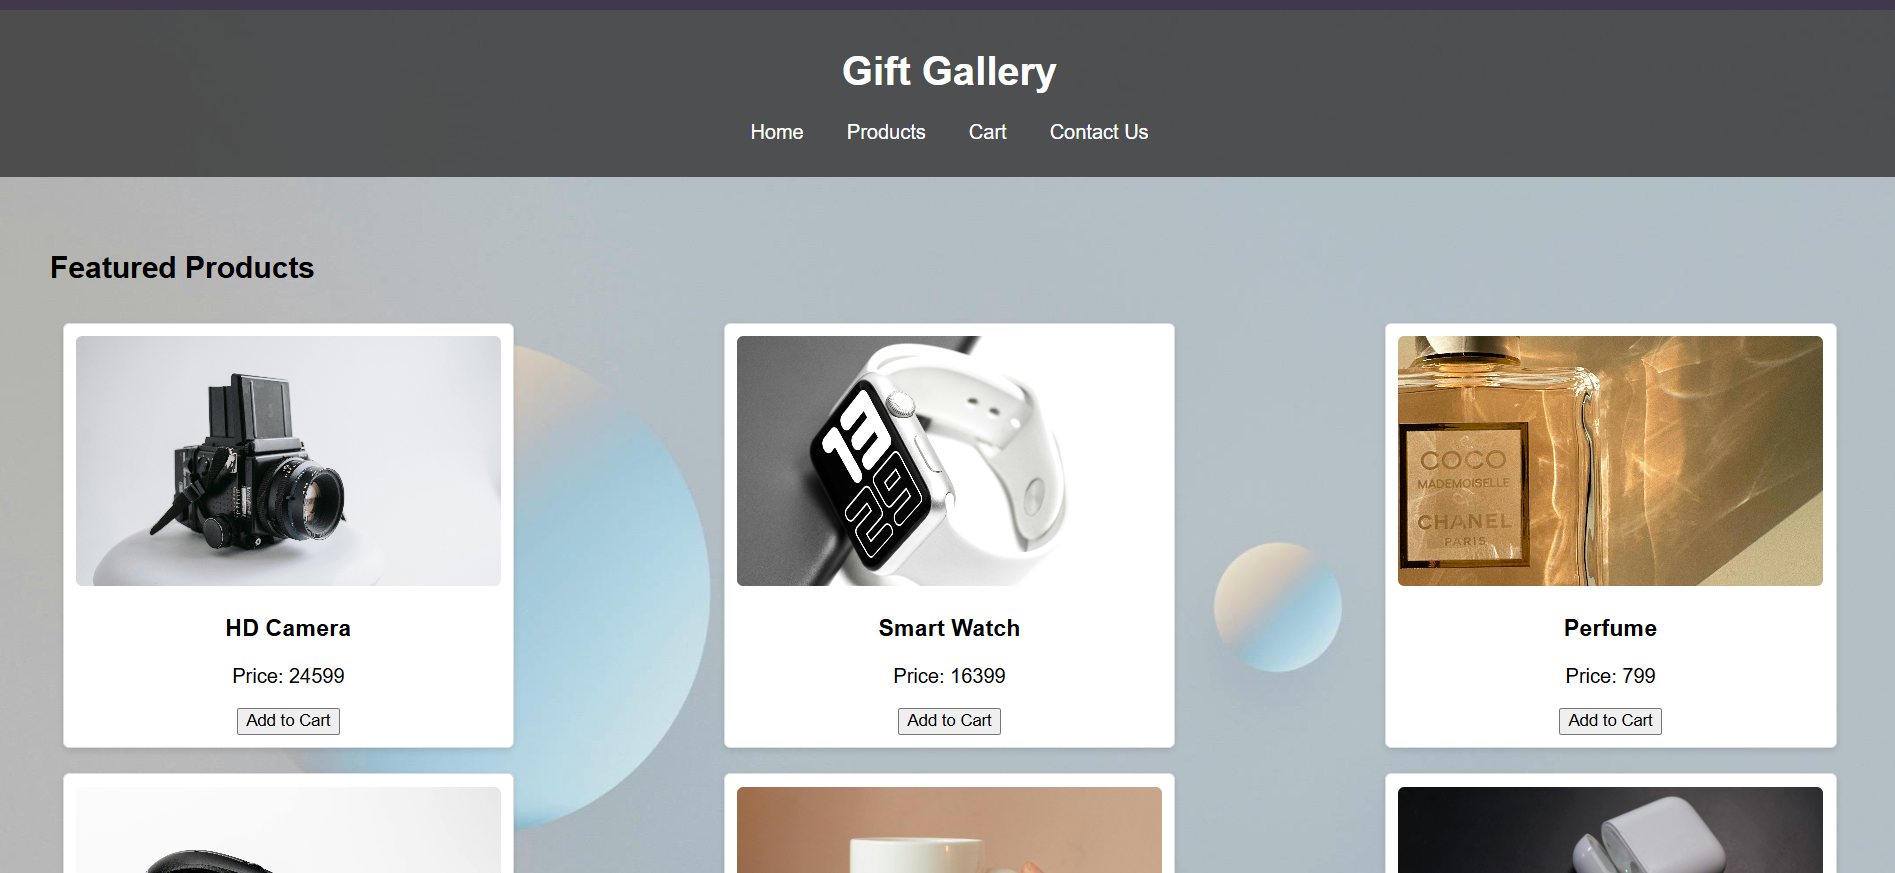 Gift Gallery
Home Products Cart Contact Us
Featured Products
13
29
COCO
MADEMOISELLE
CHANEL
PARIS
HD Camera
Smart Watch
Perfume
Price: 24599
Price: 16399
Price: 799
Add to Cart
Add to Cart
Add to Cart